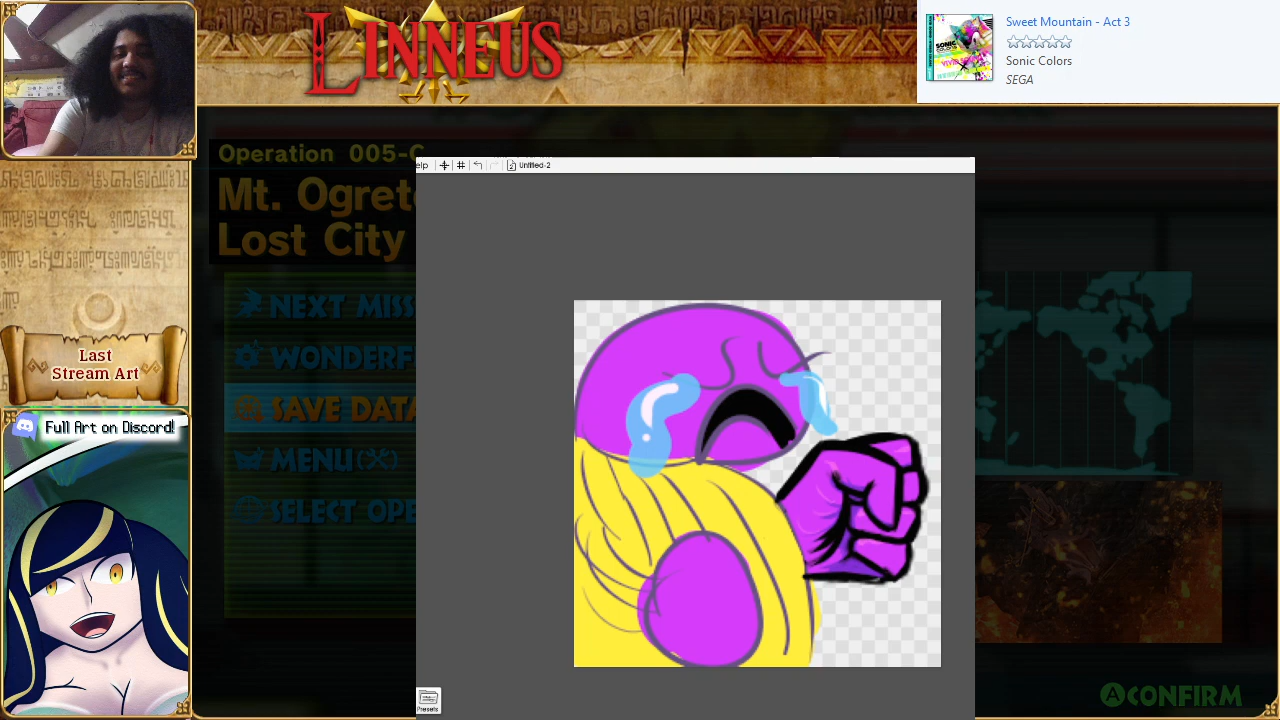 LINNEUS
Sweet Mountain - Act 3
Sonic Colors
SEGA
Operation 005-C
Mt. Ogret
Lost City
elp
Untitled-2
NEXT MISS
WONDERF
SAVE DATA
MENU
SELECT OPE
Last
Stream Art
Full Art on Discord!
Presets
A CONFIRM